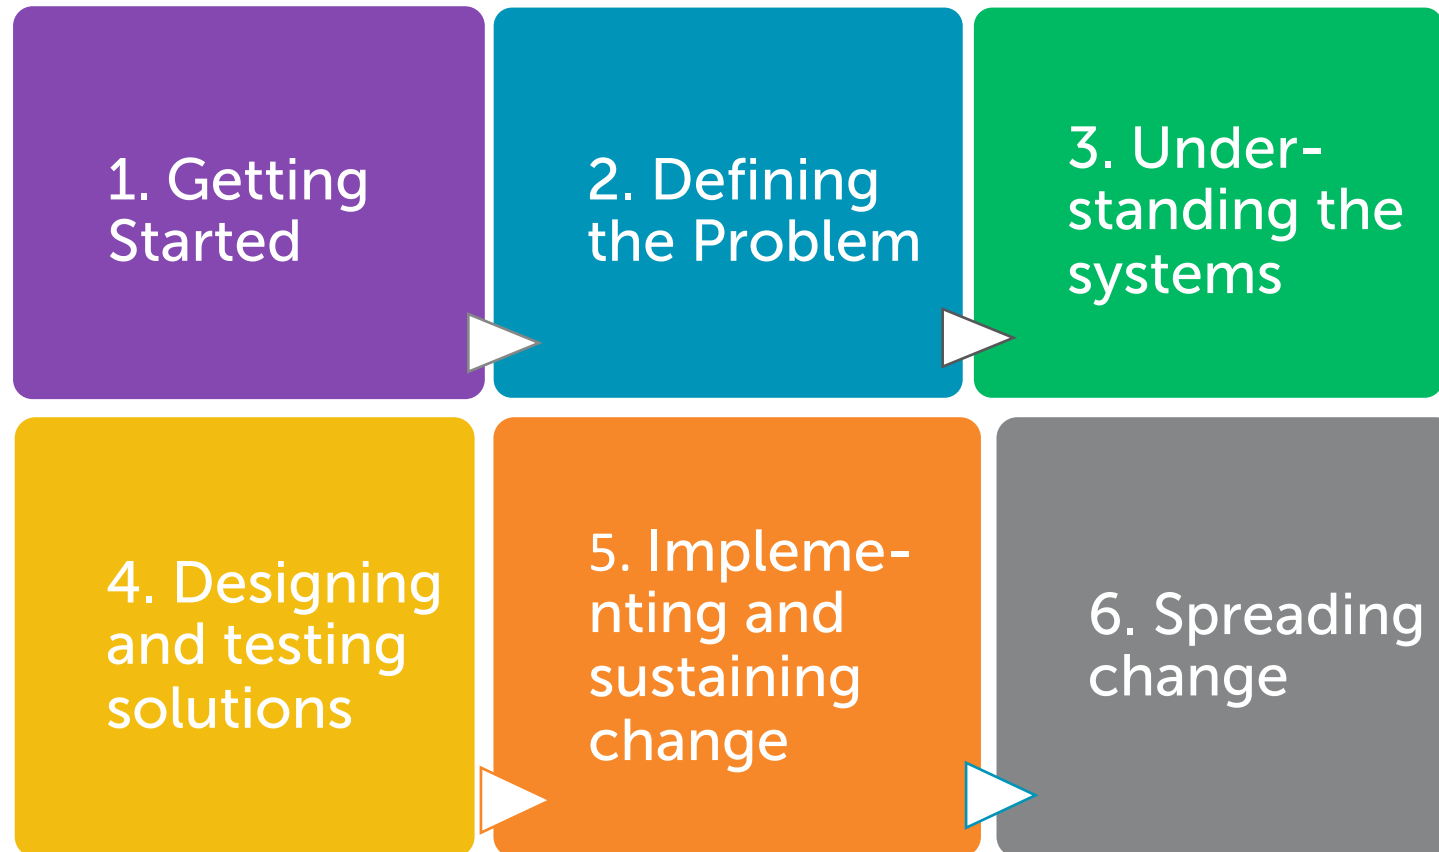 1. Getting
Started
2. Defining
the Problem
3. Under-
standing the
systems
4. Designing
and testing
solutions
5. Impleme-
nting and
sustaining
change
6. Spreading
change